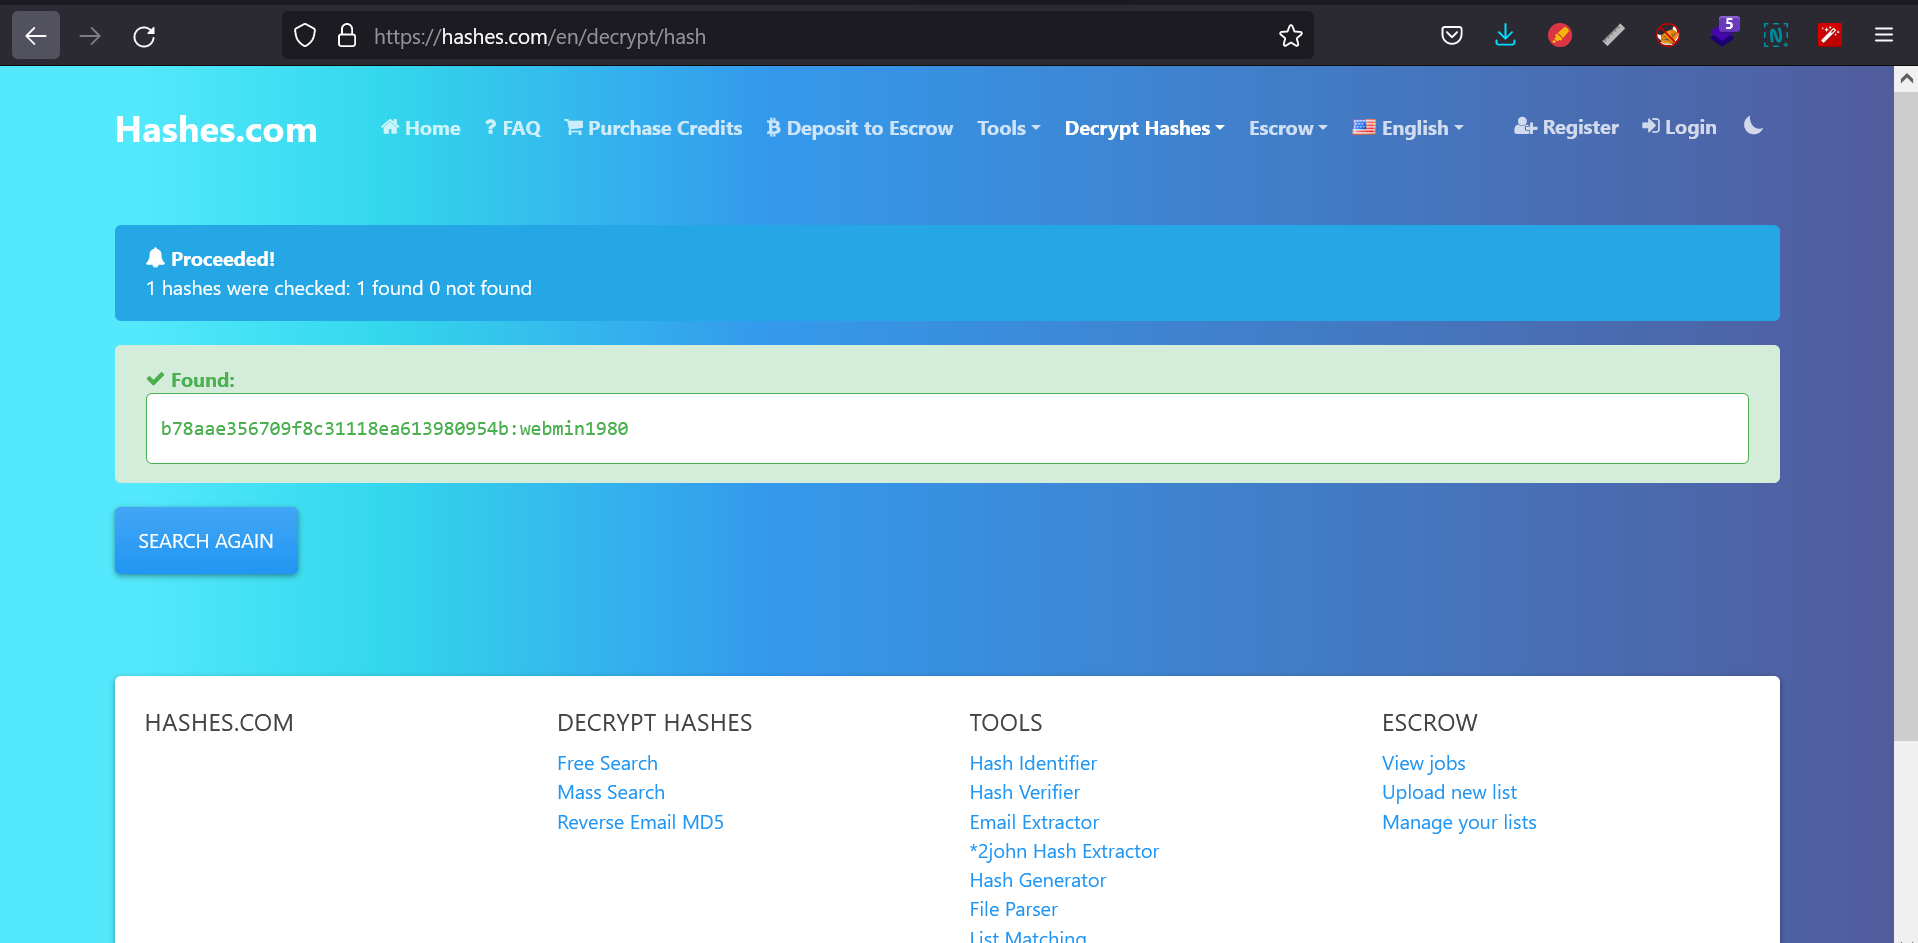 https://hashes.com/en/decrypt/hash
5
N
Hashes.com
Home
? FAQ
Purchase Credits
Deposit to Escrow
Tools
Decrypt Hashes
Escrow
English
Register
Login
Proceeded!
1 hashes were checked: 1 found 0 not found
Found:
b78aae356709f8c31118ea613980954b:webmin1980
SEARCH AGAIN
HASHES.COM
DECRYPT HASHES
Free Search
Mass Search
Reverse Email MD5
TOOLS
Hash Identifier
Hash Verifier
Email Extractor
*2john Hash Extractor
Hash Generator
File Parser
List Matching
ESCROW
View jobs
Upload new list
Manage your lists